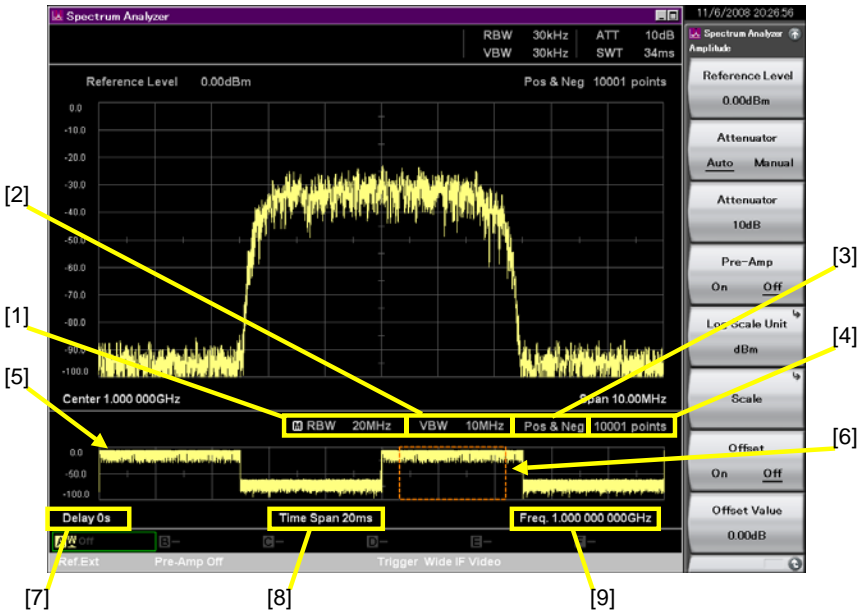 Spectrum Analyzer
11/6/2008 20:26:56
RBW 30kHz ATT 10dB
VBW 30kHz SWT 34ms
Spectrum Analyzer
Amplitude
Reference Level 0.00dBm
Pos & Neg 10001 points
Reference Level
0.00dBm
0.0
-10.0
-20.0
-30.0
-40.0
-50.0
-60.0
-70.0
-80.0
-90.0
-100.0
Attenuator
Auto Manual
Attenuator
10dB
Pre-Amp
On Off
Log Scale Unit
dBm
Scale
Offset
On Off
Offset Value
0.00dB
[2]
[3]
[1]
[4]
[5]
[6]
Center 1.000 000GHz
Span 10.00MHz
M RBW 20MHz VBW 10MHz Pos & Neg 10001 points
0.0
-50.0
-100.0
Delay 0s
Time Span 20ms
Freq. 1.000 000 000GHz
A W Off
B-
C-
D-
E-
Ref.Ext
Pre-Amp Off
Trigger Wide IF Video
[7]
[8]
[9]